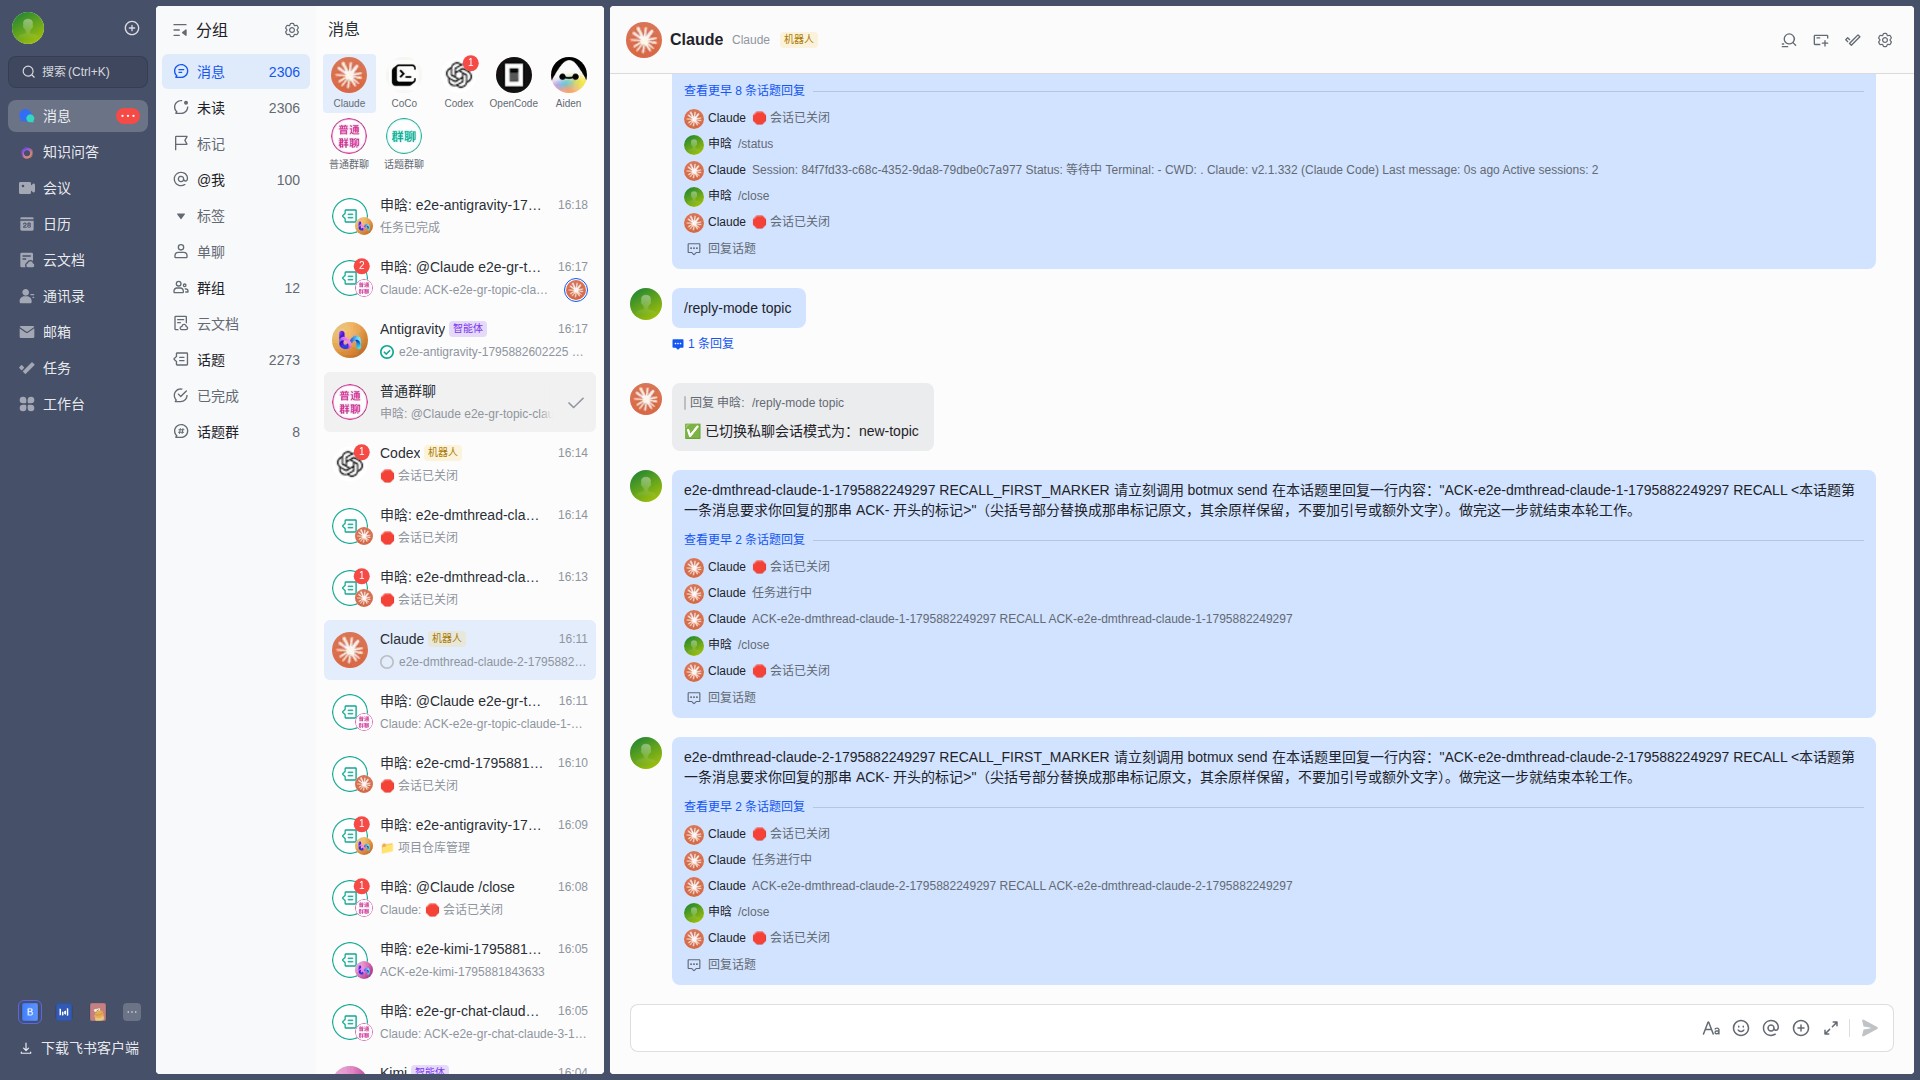 搜索 (Ctrl+K)
消息
知识问答
会议
日历
云文档
通讯录
邮箱
任务
工作台
下载飞书客户端
分组
消息 2306
未读 2306
标记
@我 100
标签
单聊
群组 12
云文档
话题 2273
已完成
话题群 8
消息
Claude
CoCo
1
Codex
OpenCode
Aiden
普通群聊
普通群聊
群聊
话题群聊
申晗: e2e-antigravity-17... 16:18
任务已完成
2
申晗: @Claude e2e-gr-t... 16:17
Claude: ACK-e2e-gr-topic-cla...
Antigravity 智能体 16:17
e2e-antigravity-1795882602225 ...
普通群聊
普通群聊
申晗: @Claude e2e-gr-topic-clau
1
Codex 机器人 16:14
会话已关闭
申晗: e2e-dmthread-cla... 16:14
会话已关闭
1
申晗: e2e-dmthread-cla... 16:13
会话已关闭
Claude 机器人 16:11
e2e-dmthread-claude-2-1795882...
申晗: @Claude e2e-gr-t... 16:11
Claude: ACK-e2e-gr-topic-claude-1-...
申晗: e2e-cmd-1795881... 16:10
会话已关闭
1
申晗: e2e-antigravity-17... 16:09
📁 项目仓库管理
1
申晗: @Claude /close 16:08
Claude: 🛑 会话已关闭
申晗: e2e-kimi-1795881... 16:05
ACK-e2e-kimi-1795881843633
申晗: e2e-gr-chat-claud... 16:05
Claude: ACK-e2e-gr-chat-claude-3-1...
Kimi 智能体 16:04
Claude Claude 机器人
查看更早 8 条话题回复
Claude 🛑 会话已关闭
申晗 /status
Claude Session: 84f7fd33-c68c-4352-9da8-79dbe0c7a977 Status: 等待中 Terminal: - CWD: . Claude: v2.1.332 (Claude Code) Last message: 0s ago Active sessions: 2
申晗 /close
Claude 🛑 会话已关闭
回复话题
/reply-mode topic
1 条回复
回复 申晗: /reply-mode topic
✅ 已切换私聊会话模式为：new-topic
e2e-dmthread-claude-1-1795882249297 RECALL_FIRST_MARKER 请立刻调用 botmux send 在本话题里回复一行内容："ACK-e2e-dmthread-claude-1-1795882249297 RECALL <本话题第
一条消息要求你回复的那串 ACK- 开头的标记>"（尖括号部分替换成那串标记原文，其余原样保留，不要加引号或额外文字）。做完这一步就结束本轮工作。
查看更早 2 条话题回复
Claude 🛑 会话已关闭
Claude 任务进行中
Claude ACK-e2e-dmthread-claude-1-1795882249297 RECALL ACK-e2e-dmthread-claude-1-1795882249297
申晗 /close
Claude 🛑 会话已关闭
回复话题
e2e-dmthread-claude-2-1795882249297 RECALL_FIRST_MARKER 请立刻调用 botmux send 在本话题里回复一行内容："ACK-e2e-dmthread-claude-2-1795882249297 RECALL <本话题第
一条消息要求你回复的那串 ACK- 开头的标记>"（尖括号部分替换成那串标记原文，其余原样保留，不要加引号或额外文字）。做完这一步就结束本轮工作。
查看更早 2 条话题回复
Claude 🛑 会话已关闭
Claude 任务进行中
Claude ACK-e2e-dmthread-claude-2-1795882249297 RECALL ACK-e2e-dmthread-claude-2-1795882249297
申晗 /close
Claude 🛑 会话已关闭
回复话题